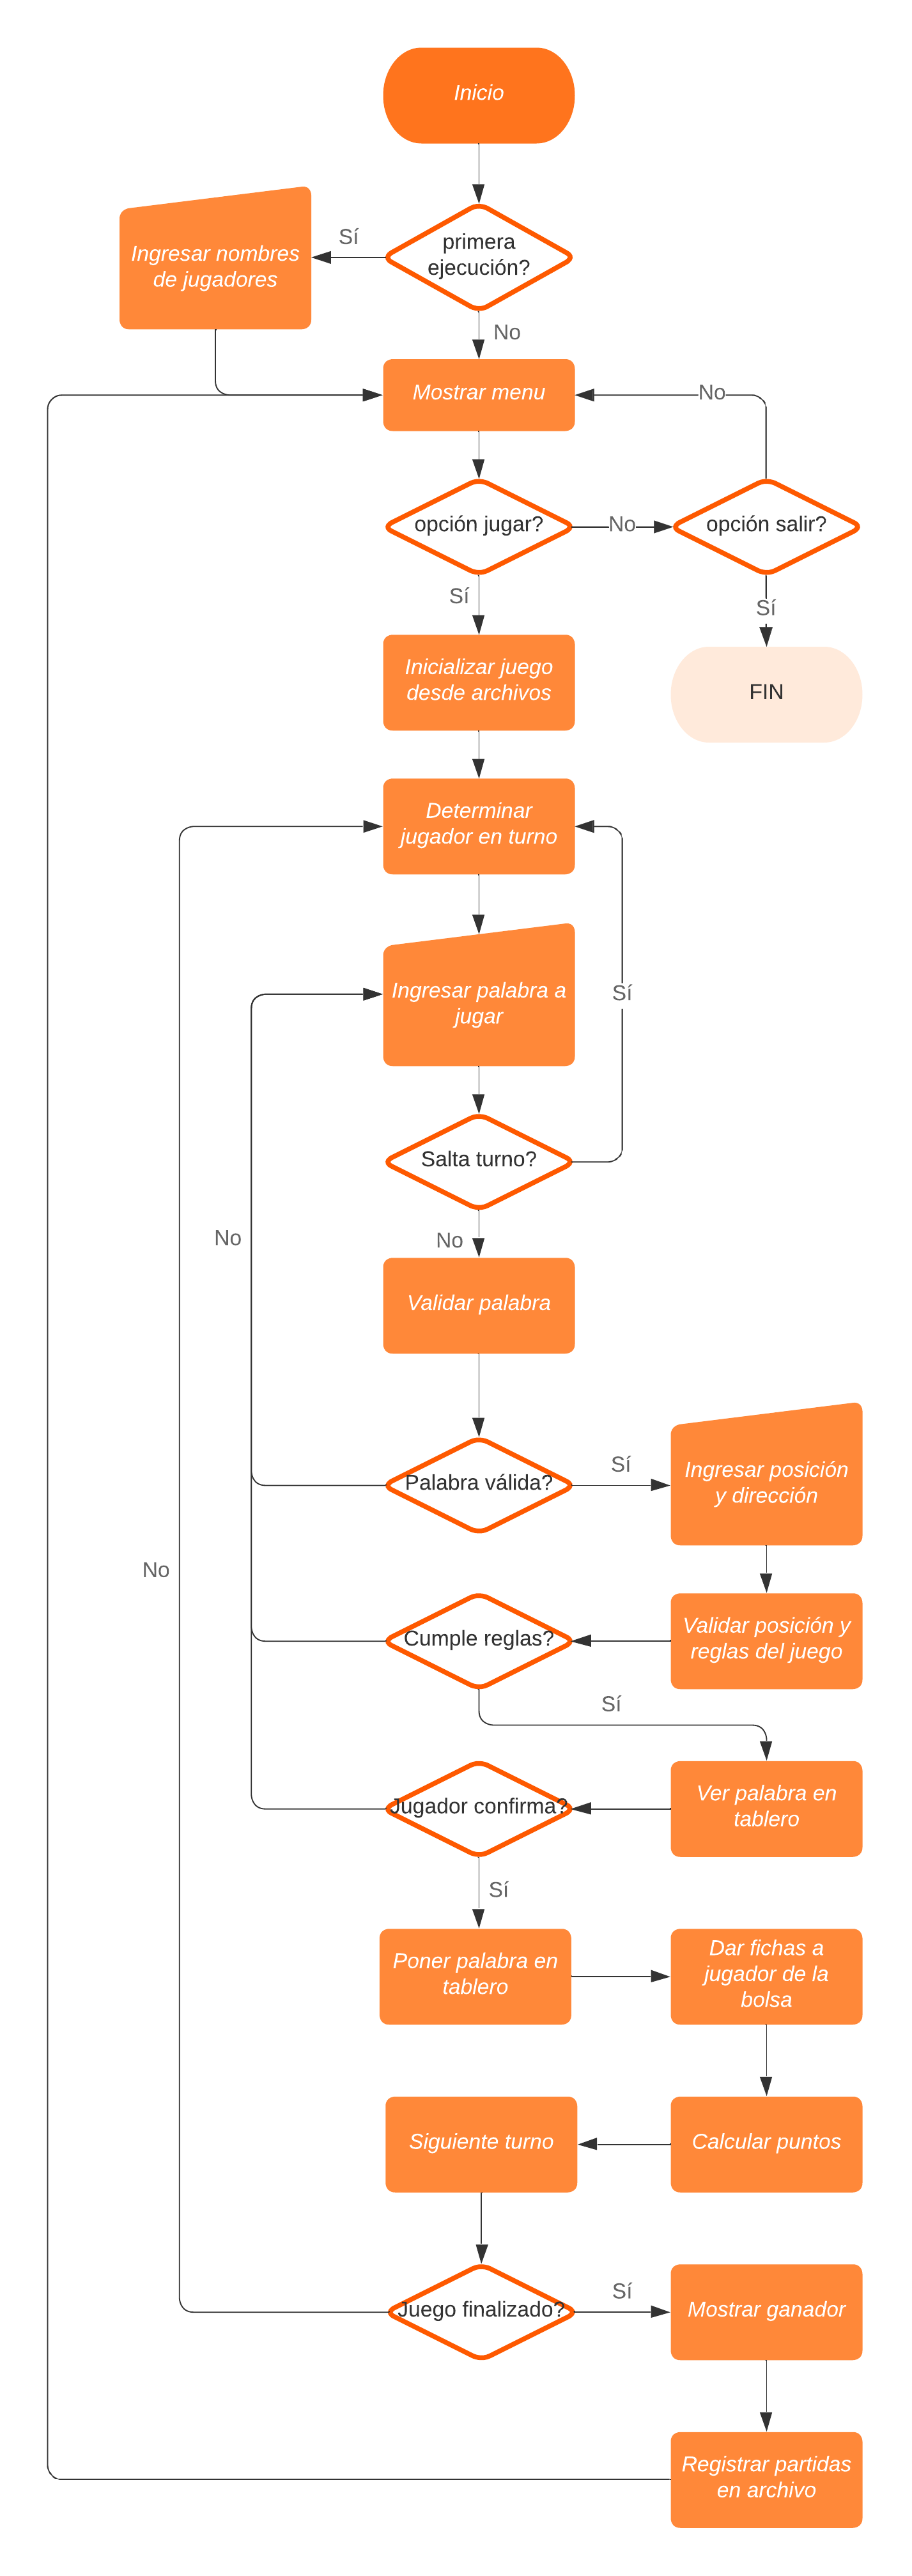 Inicio
primera
ejecución?
Sí
Ingresar nombres
de jugadores
No
Mostrar menu
No
opción jugar?
No
opción salir?
Sí
Sí
Inicializar juego
desde archivos
FIN
Determinar
jugador en turno
Ingresar palabra a
jugar
Sí
Salta turno?
No
No
Validar palabra
Palabra válida?
Sí
Ingresar posición
y dirección
No
Cumple reglas?
Validar posición y
reglas del juego
Sí
Jugador confirma?
Ver palabra en
tablero
Sí
Poner palabra en
tablero
Dar fichas a
jugador de la
bolsa
Siguiente turno
Calcular puntos
Juego finalizado?
Sí
Mostrar ganador
Registrar partidas
en archivo